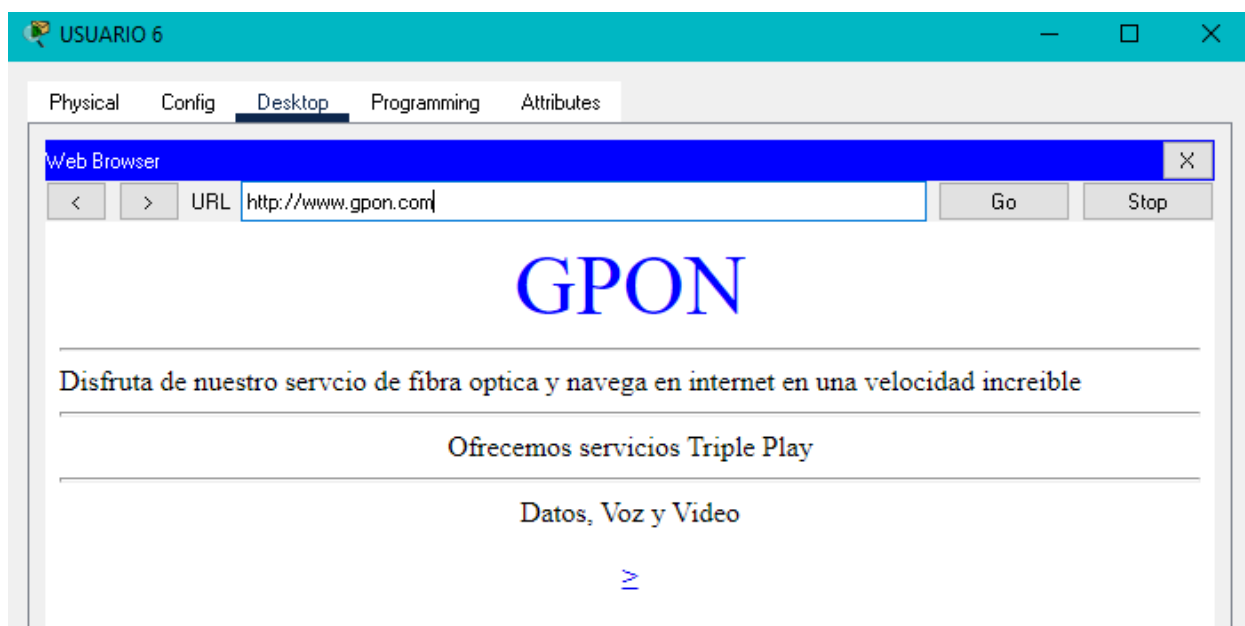 USUARIO 6
Physical Config Desktop Programming Attributes
Web Browser X
< > URL http://www.gpon.com Go Stop
GPON
Disfruta de nuestro servcio de fibra optica y navega en internet en una velocidad increible
Ofrecemos servicios Triple Play
Datos, Voz y Video
>